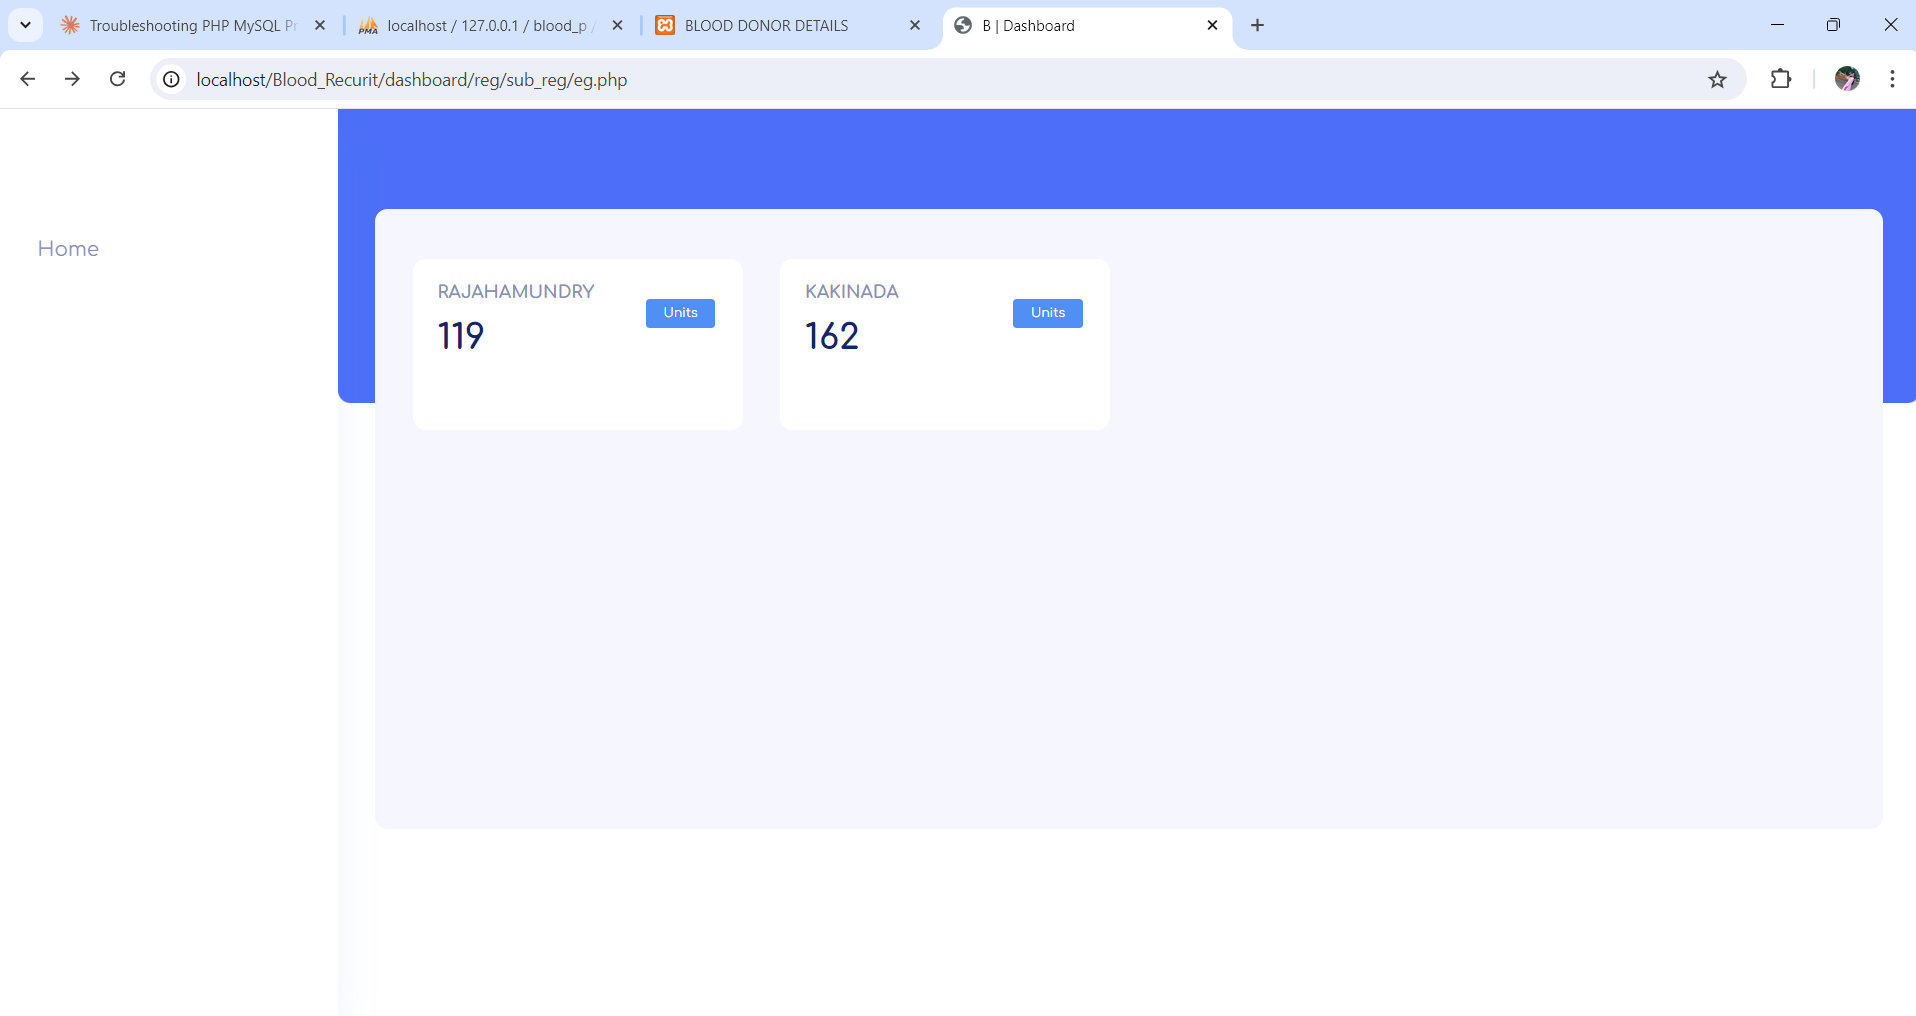 Troubleshooting PHP MySQL Pr
localhost / 127.0.0.1 / blood_p /
BLOOD DONOR DETAILS
B | Dashboard
localhost/Blood_Recurit/dashboard/reg/sub_reg/eg.php
Home
RAJAHAMUNDRY
Units
119
KAKINADA
Units
162